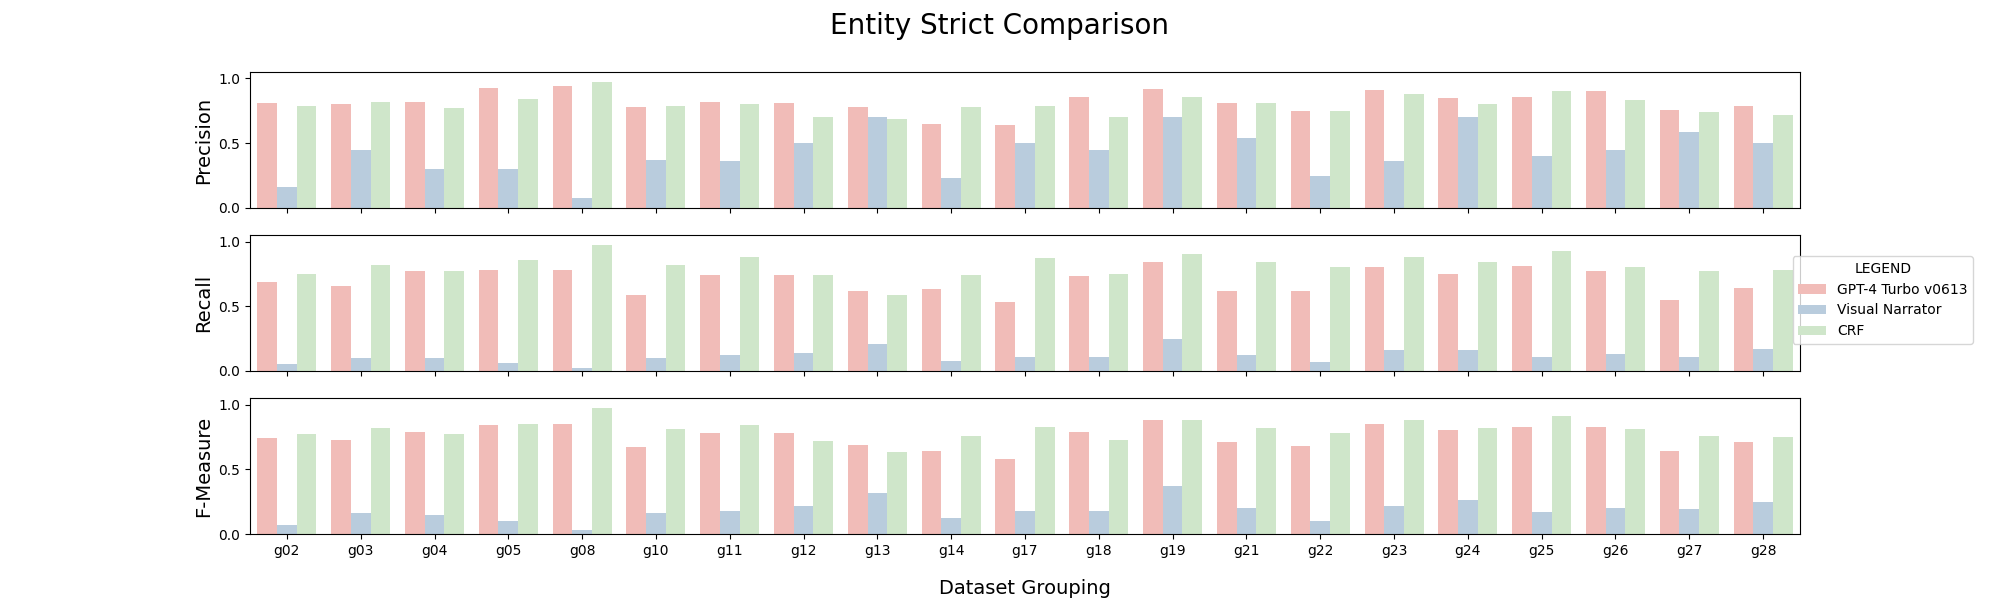 Entity Strict Comparison
Precision
1.0
0.5
0.0
Recall
1.0
0.5
0.0
LEGEND
GPT-4 Turbo v0613
Visual Narrator
CRF
F-Measure
1.0
0.5
0.0
g02 g03 g04 g05 g08 g10 g11 g12 g13 g14 g17 g18 g19 g21 g22 g23 g24 g25 g26 g27 g28
Dataset Grouping